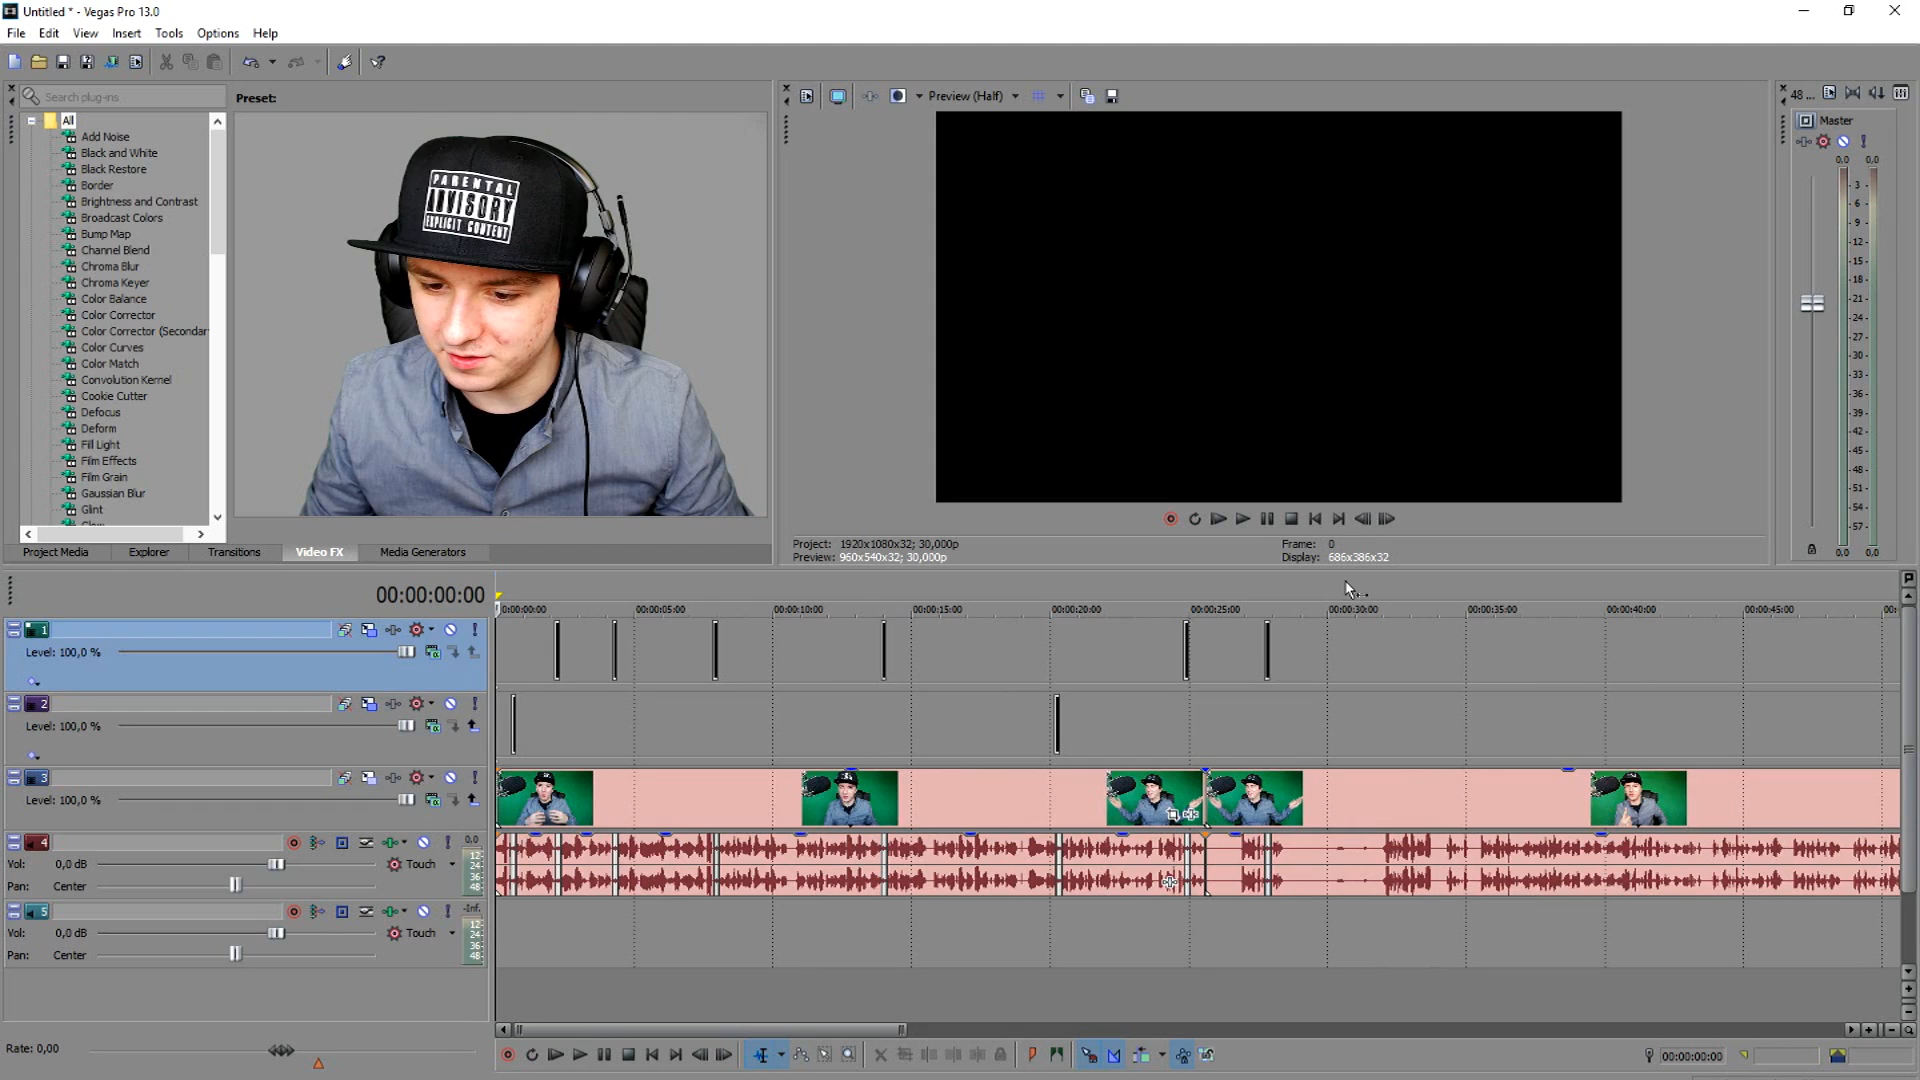 Untitled * - Vegas Pro 13.0
File Edit View Insert Tools Options Help
Search plug-ins
Preset:
All
Add Noise
Black and White
Black Restore
Border
Brightness and Contrast
Broadcast Colors
Bump Map
Channel Blend
Chroma Blur
Chroma Keyer
Color Balance
Color Corrector
Color Corrector (Secondar
Color Curves
Color Match
Convolution Kernel
Cookie Cutter
Defocus
Deform
Fill Light
Film Effects
Film Grain
Gaussian Blur
Glint
PARENTAL
ADVISORY
EXPLICIT CONTENT
Project Media Explorer Transitions Video FX Media Generators
Preview (Half)
Project: 1920x1080x32; 30,000p
Preview: 960x540x32; 30,000p
Frame: 0
Display: 686x386x32
48 ...
Master
0,0 0,0
3
6
9
12
15
18
21
24
27
30
33
36
39
42
45
48
51
54
57
0,0 0,0
00:00:00:00
00:00:00:00 00:00:05:00 00:00:10:00 00:00:15:00 00:00:20:00 00:00:25:00 00:00:30:00 00:00:35:00 00:00:40:00 00:00:45:00 00:
1
Level: 100,0 %
2
Level: 100,0 %
3
Level: 100,0 %
4
0,0
Vol: 0,0 dB Touch
Pan: Center
12
24
36
48
5
-Inf.
Vol: 0,0 dB Touch
Pan: Center
12
24
36
48
Rate: 0,00
00:00:00:00